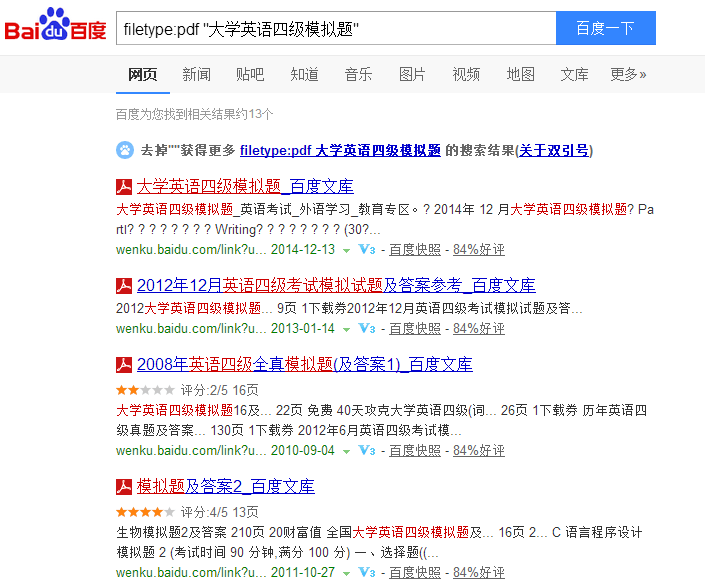 Bai du 百度
filetype:pdf "大学英语四级模拟题"
百度一下
网页 新闻 贴吧 知道 音乐 图片 视频 地图 文库 更多»
百度为您找到相关结果约13个
去掉""获得更多 filetype:pdf 大学英语四级模拟题 的搜索结果(关于双引号)
大学英语四级模拟题_百度文库
大学英语四级模拟题_英语考试_外语学习_教育专区。? 2014年 12 月大学英语四级模拟题? Pa
rtI? ? ? ? ? ? ? ? Writing? ? ? ? ? ? ? ? (30?...
wenku.baidu.com/link?u... 2014-12-13 V3 - 百度快照 - 84%好评
2012年12月英语四级考试模拟试题及答案参考_百度文库
2012大学英语四级模拟题... 9页 1下载券2012年12月英语四级考试模拟试题及答...
wenku.baidu.com/link?u... 2013-01-14 V3 - 百度快照 - 84%好评
2008年英语四级全真模拟题(及答案1)_百度文库
评分:2/5 16页
大学英语四级模拟题16及... 22页 免费 40天攻克大学英语四级(词... 26页 1下载券 历年英语四
级真题及答案... 130页 1下载券 2012年6月英语四级考试模...
wenku.baidu.com/link?u... 2010-09-04 V3 - 百度快照 - 84%好评
模拟题及答案2_百度文库
评分:4/5 13页
生物模拟题2及答案 210页 20财富值 全国大学英语四级模拟题及... 16页 2... C 语言程序设计
模拟题 2 (考试时间 90 分钟,满分 100 分) 一、选择题((...
wenku.baidu.com/link?u... 2011-10-27 V3 - 百度快照 - 84%好评